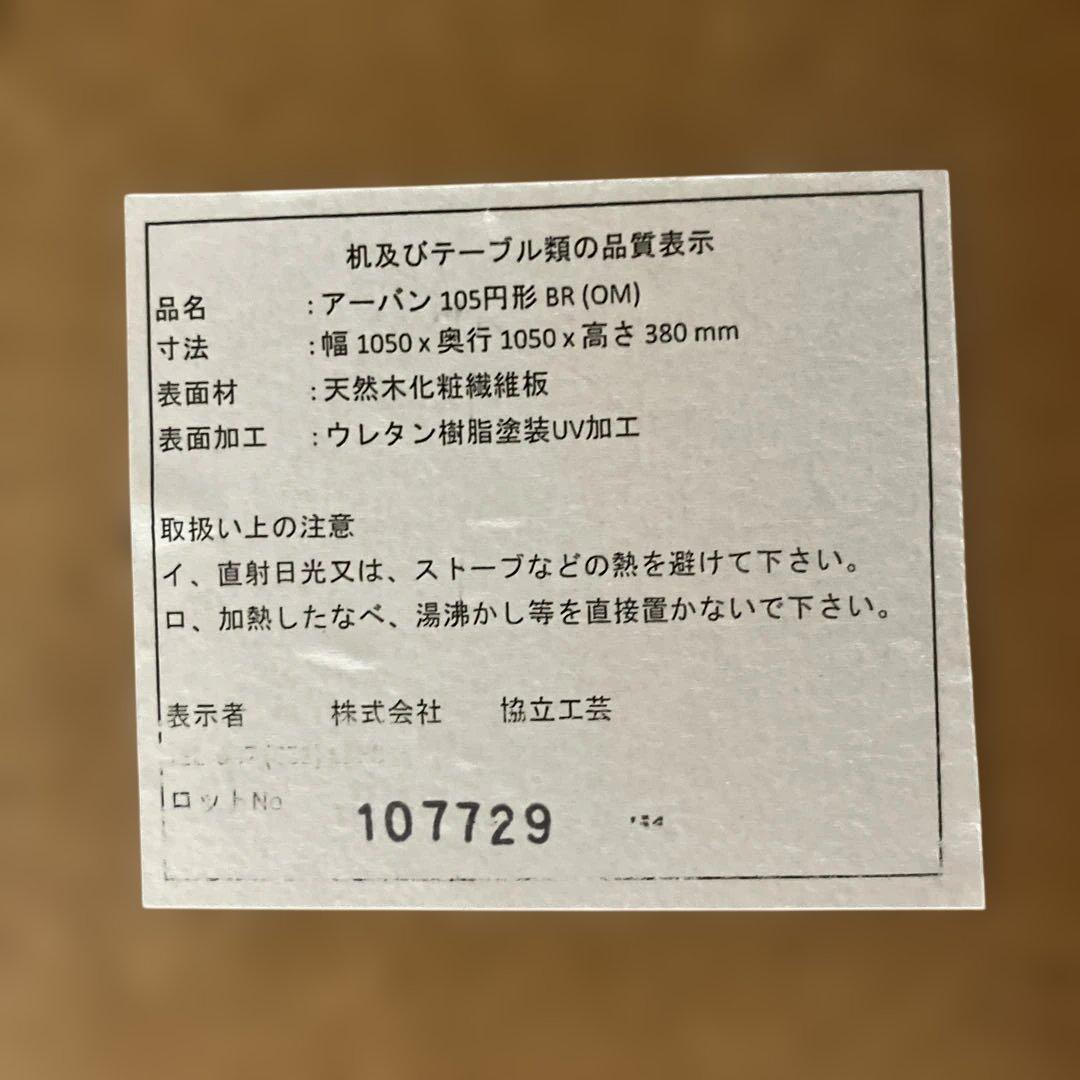 机及びテーブル類の品質表示
品名 : アーバン 105円形 BR (OM)
寸法 : 幅 1050 x 奥行 1050 x 高さ 380 mm
表面材 : 天然木化粧繊維板
表面加工 : ウレタン樹脂塗装UV加工
取扱い上の注意
イ、直射日光又は、ストーブなどの熱を避けて下さい。
ロ、加熱したなべ、湯沸かし等を直接置かないで下さい。
表示者 株式会社 協立工芸
ロットNo 107729